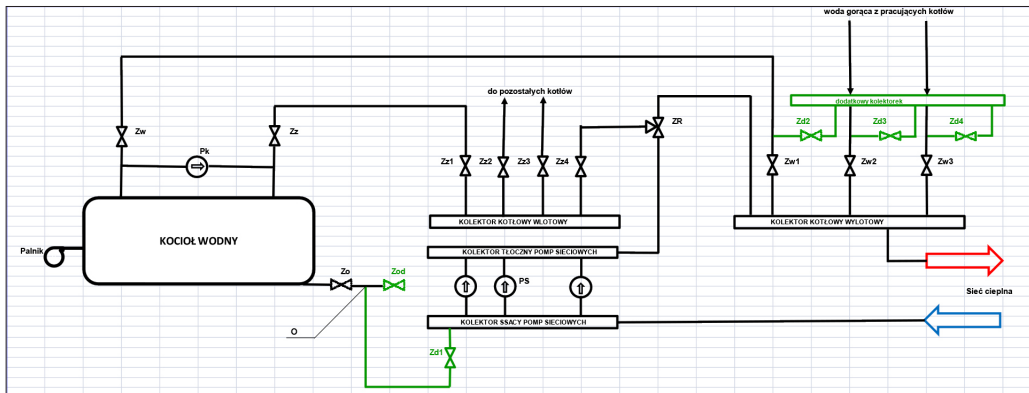 woda gorąca z pracujących kotłów
do pozostałych kotłów
dodatkowy kolektorek
Zw
Zz
Pk
Zz1
Zz2
Zz3
Zz4
ZR
Zd2
Zd3
Zd4
Zw1
Zw2
Zw3
KOLEKTOR KOTŁOWY WLOTOWY
KOLEKTOR KOTŁOWY WYLOTOWY
KOCIOŁ WODNY
Palnik
KOLEKTOR TŁOCZNY POMP SIECIOWYCH
Zo
Zod
PS
Sieć cieplna
O
KOLEKTOR SSACY POMP SIECIOWYCH
Zd1